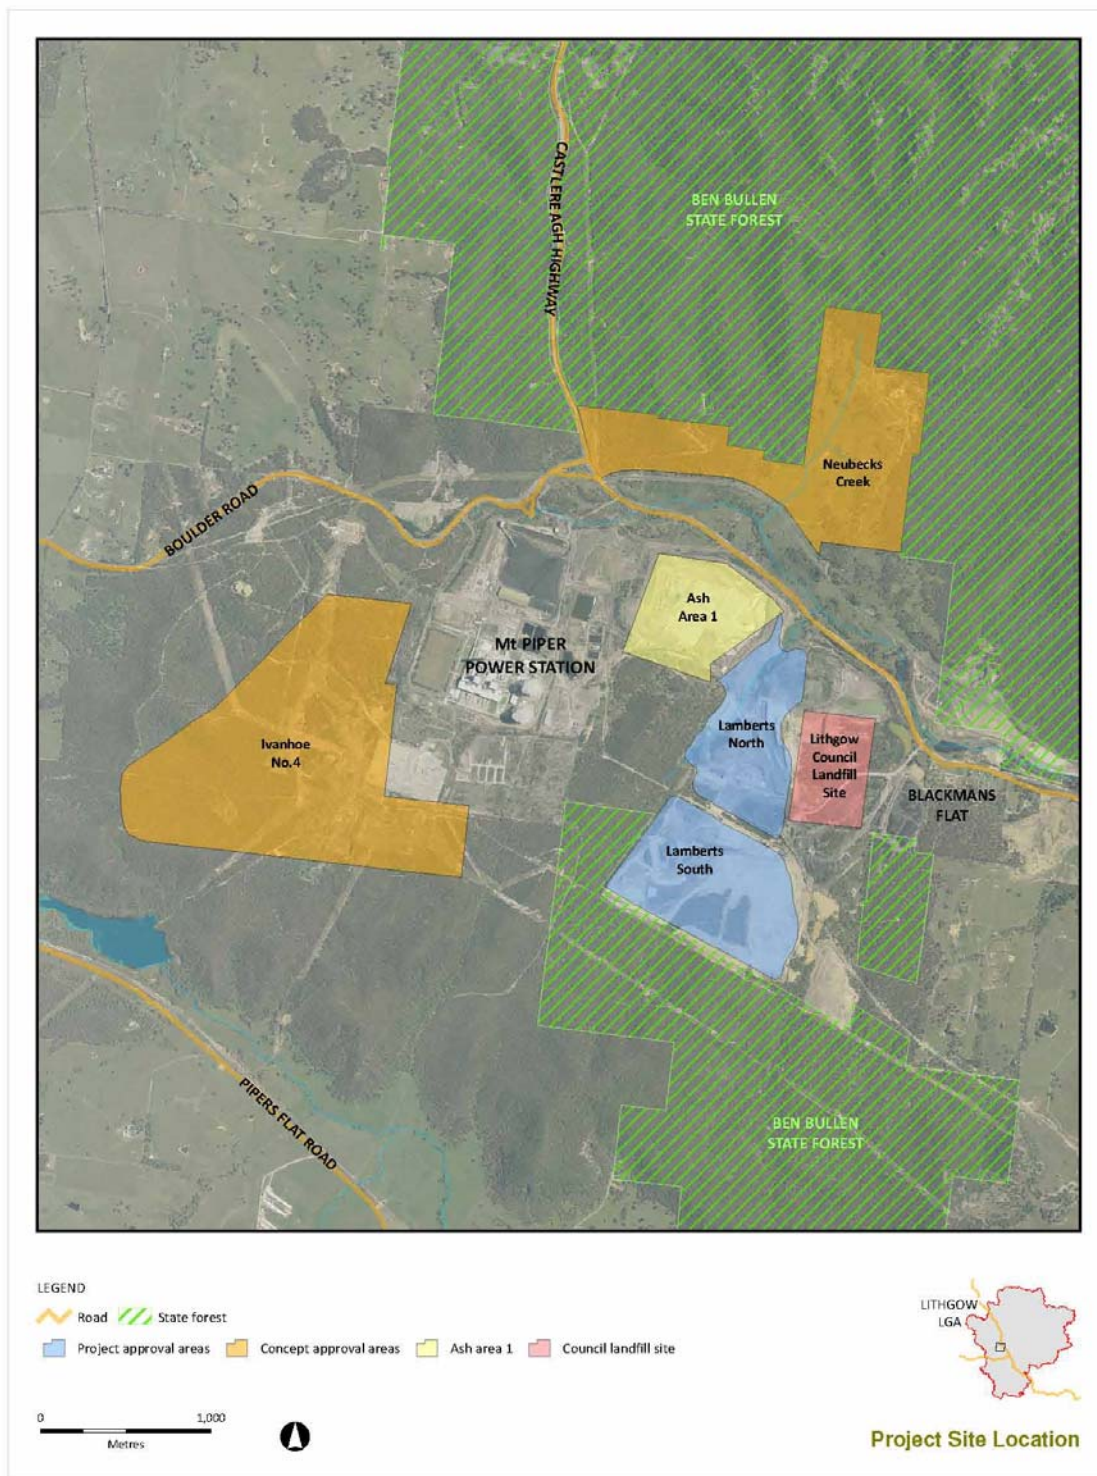 CASTLEREAGH HIGHWAY
BEN BULLEN
STATE FOREST
Neubecks
Creek
BOULDER ROAD
Ash
Area 1
Mt PIPER
POWER STATION
Lamberts
North
Lithgow
Council
Landfill
Site
Ivanhoe
No.4
BLACKMANS
FLAT
Lamberts
South
PIPERS FLAT ROAD
BEN BULLEN
STATE FOREST
LEGEND
Road
State forest
Project approval areas
Concept approval areas
Ash area 1
Council landfill site
LITHGOW
LGA
0 1,000
Metres
Project Site Location